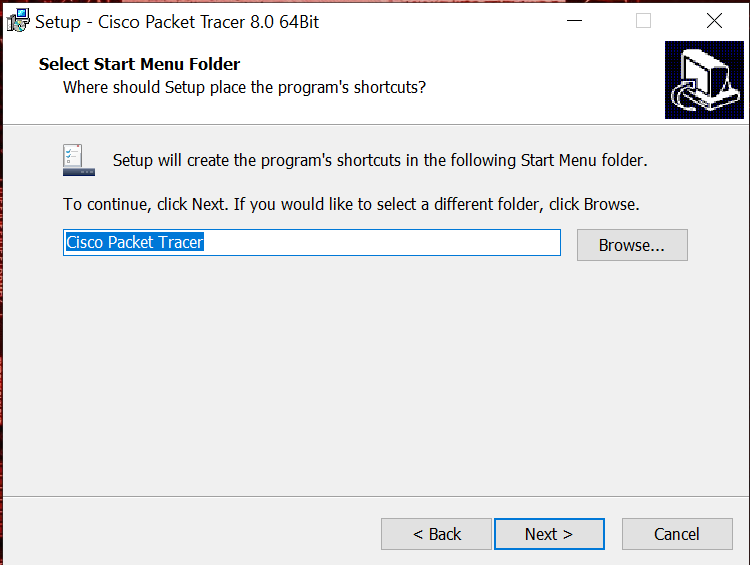 Setup - Cisco Packet Tracer 8.0 64Bit
Select Start Menu Folder
Where should Setup place the program's shortcuts?
Setup will create the program's shortcuts in the following Start Menu folder.
To continue, click Next. If you would like to select a different folder, click Browse.
Cisco Packet Tracer
Browse...
< Back
Next >
Cancel